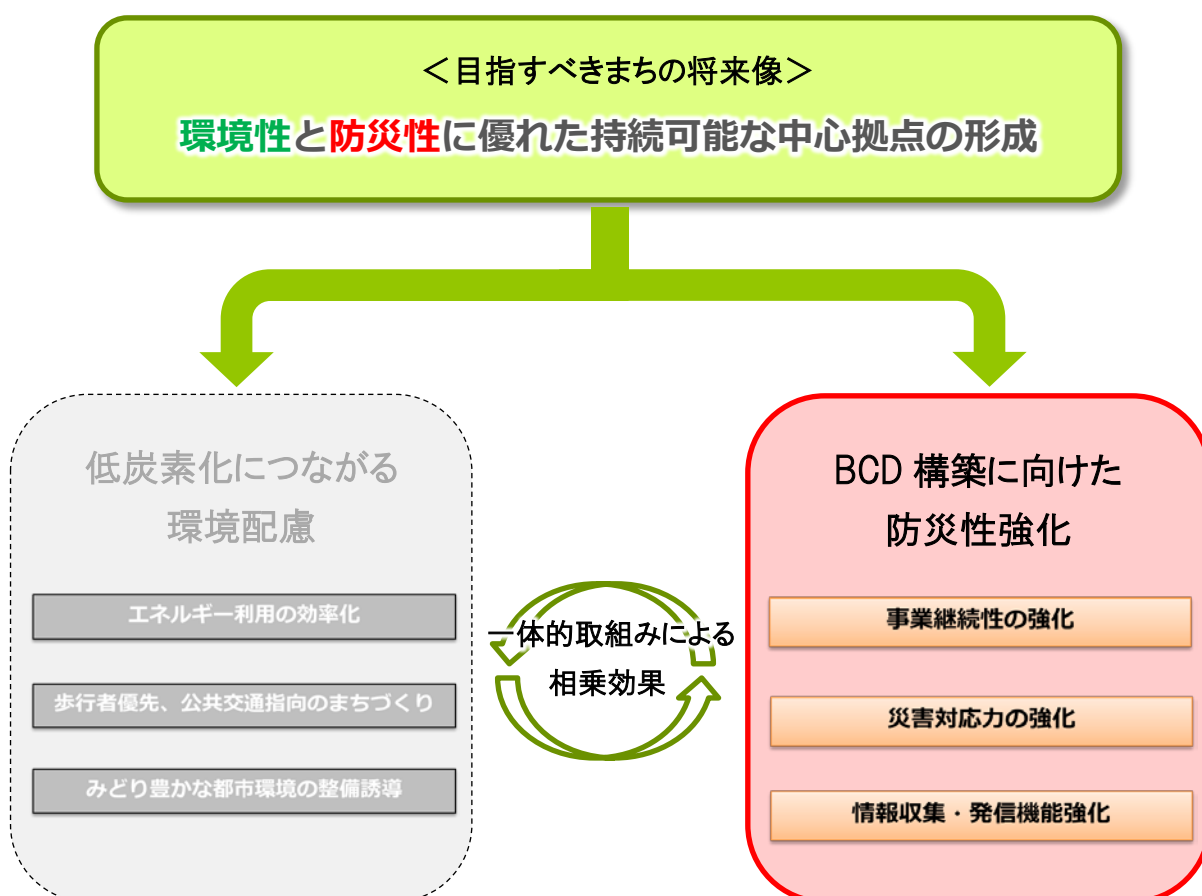 ＜目指すべきまちの将来像＞
環境性と防災性に優れた持続可能な中心拠点の形成
低炭素化につながる
環境配慮
エネルギー利用の効率化
歩行者優先、公共交通指向のまちづくり
みどり豊かな都市環境の整備誘導
一体的取組みによる
相乗効果
BCD 構築に向けた
防災性強化
事業継続性の強化
災害対応力の強化
情報収集・発信機能強化